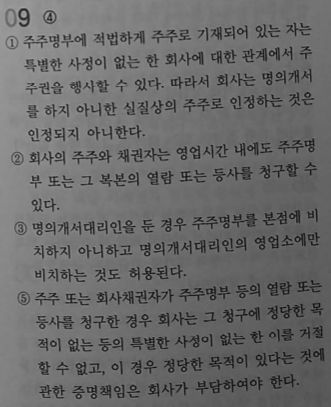 09 ④
① 주주명부에 적법하게 주주로 기재되어 있는 자는
특별한 사정이 없는 한 회사에 대한 관계에서 주
주권을 행사할 수 있다. 따라서 회사는 명의개서
를 하지 아니한 실질상의 주주로 인정하는 것은
인정되지 아니한다.
② 회사의 주주와 채권자는 영업시간 내에도 주주명
부 또는 그 복본의 열람 또는 등사를 청구할 수
있다.
③ 명의개서대리인을 둔 경우 주주명부를 본점에 비
치하지 아니하고 명의개서대리인의 영업소에만
비치하는 것도 허용된다.
⑤ 주주 또는 회사채권자가 주주명부 등의 열람 또는
등사를 청구한 경우 회사는 그 청구에 정당한 목
적이 없는 등의 특별한 사정이 없는 한 이를 거절
할 수 없고, 이 경우 정당한 목적이 있다는 것에
관한 증명책임은 회사가 부담하여야 한다.